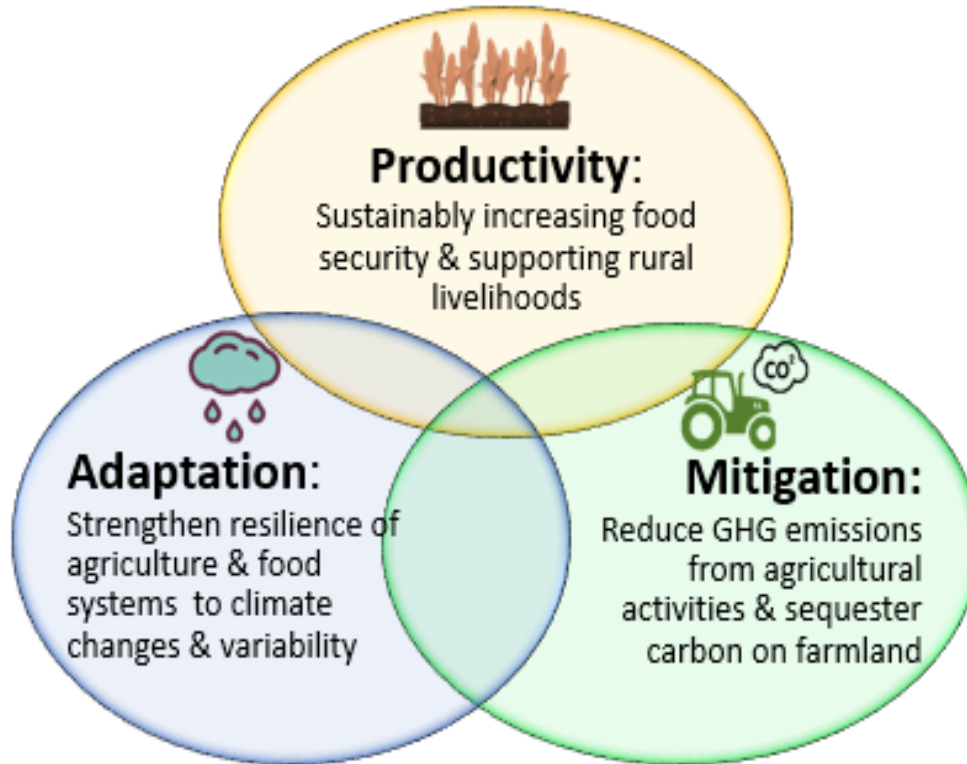 Productivity:
Sustainably increasing food
security & supporting rural
livelihoods
CO²
Adaptation:
Strengthen resilience of
agriculture & food
systems to climate
changes & variability
Mitigation:
Reduce GHG emissions
from agricultural
activities & sequester
carbon on farmland